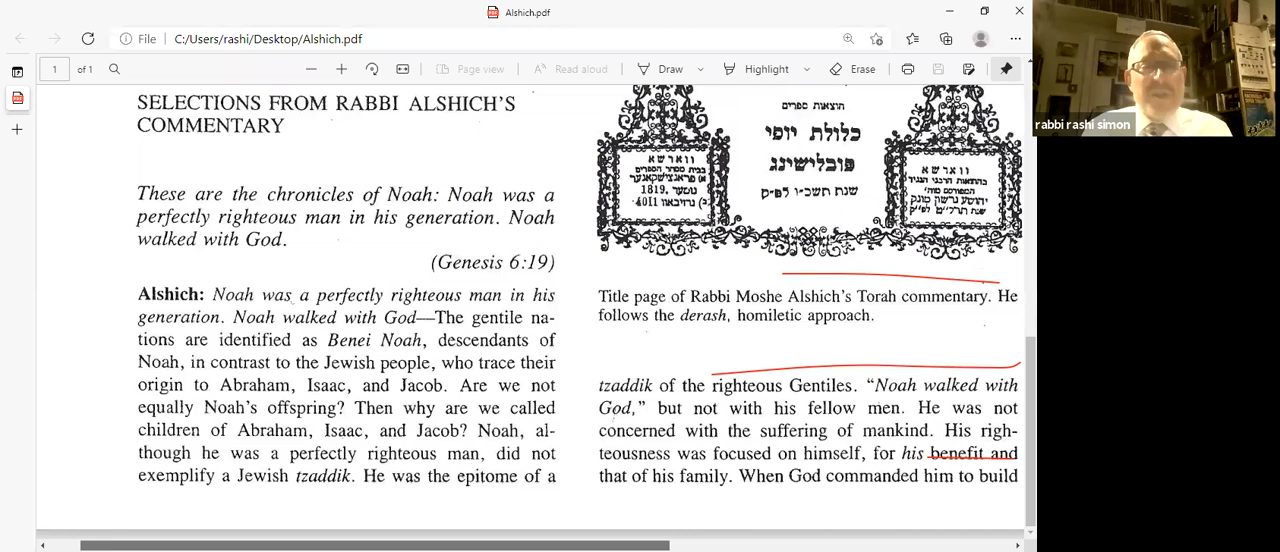 Alshich.pdf
File
C:/Users/rashi/Desktop/Alshich.pdf
1
of 1
Page view
Read aloud
Draw
Highlight
Erase
SELECTIONS FROM RABBI ALSHICH'S
COMMENTARY
These are the chronicles of Noah: Noah was a
perfectly righteous man in his generation. Noah
walked with God.
(Genesis 6:19)
Alshich: Noah was a perfectly righteous man in his
generation. Noah walked with God—The gentile na-
tions are identified as Benei Noah, descendants of
Noah, in contrast to the Jewish people, who trace their
origin to Abraham, Isaac, and Jacob. Are we not
equally Noah's offspring? Then why are we called
children of Abraham, Isaac, and Jacob? Noah, al-
though he was a perfectly righteous man, did not
exemplify a Jewish tzaddik. He was the epitome of a
הוצאות ספרים
כלולת יופי
פובלישינג
שנת תשכ״ו לפ״ק
ווארשא
בבית מסחר הספרים
1819
ווארשא
Title page of Rabbi Moshe Alshich's Torah commentary. He
follows the derash, homiletic approach.
tzaddik of the righteous Gentiles. “Noah walked with
God,” but not with his fellow men. He was not
concerned with the suffering of mankind. His righ-
teousness was focused on himself, for his benefit and
that of his family. When God commanded him to build
rabbi rashi simon